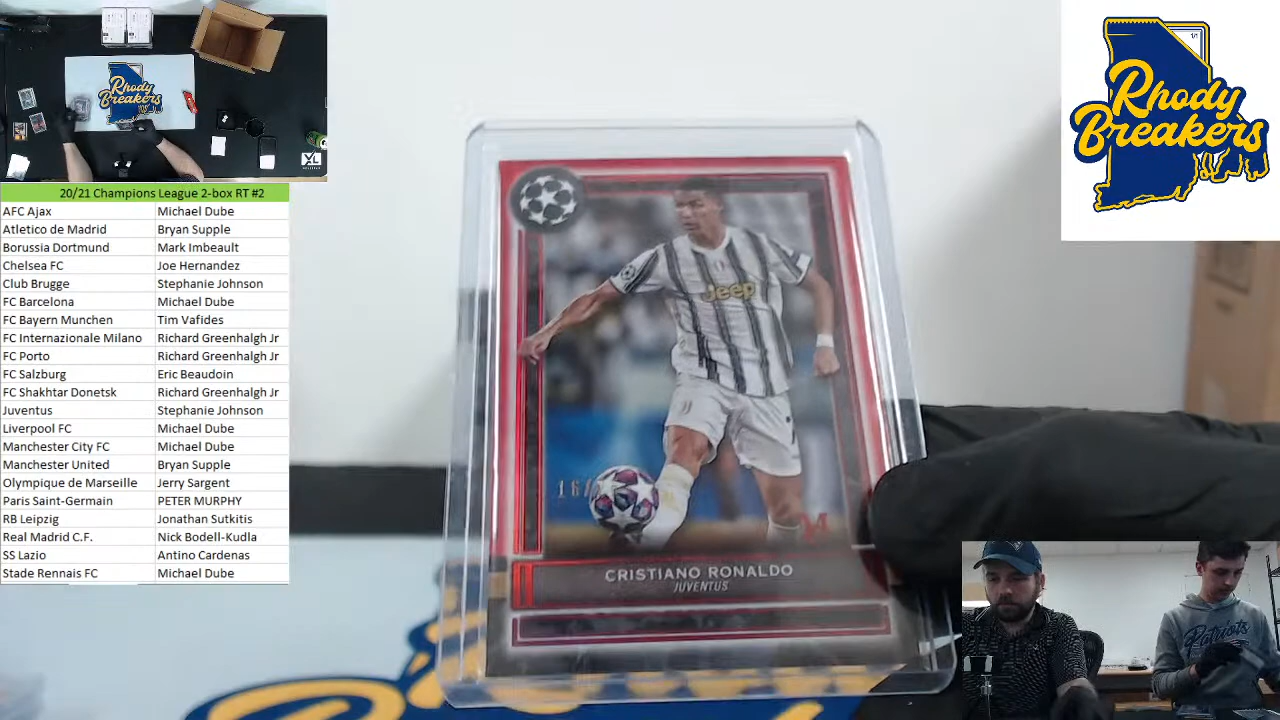 Rhody
Breakers
XL
20/21 Champions League 2-box RT #2
AFC Ajax Michael Dube
Atletico de Madrid Bryan Supple
Borussia Dortmund Mark Imbeault
Chelsea FC Joe Hernandez
Club Brugge Stephanie Johnson
FC Barcelona Michael Dube
FC Bayern Munchen Tim Vafides
FC Internazionale Milano Richard Greenhalgh Jr
FC Porto Richard Greenhalgh Jr
FC Salzburg Eric Beaudoin
FC Shakhtar Donetsk Richard Greenhalgh Jr
Juventus Stephanie Johnson
Liverpool FC Michael Dube
Manchester City FC Michael Dube
Manchester United Bryan Supple
Olympique de Marseille Jerry Sargent
Paris Saint-Germain PETER MURPHY
RB Leipzig Jonathan Sutkitis
Real Madrid C.F. Nick Bodell-Kudla
SS Lazio Antino Cardenas
Stade Rennais FC Michael Dube
Jeep
16/
CRISTIANO RONALDO
JUVENTUS
1/1
Rhody
Breakers
Patriots